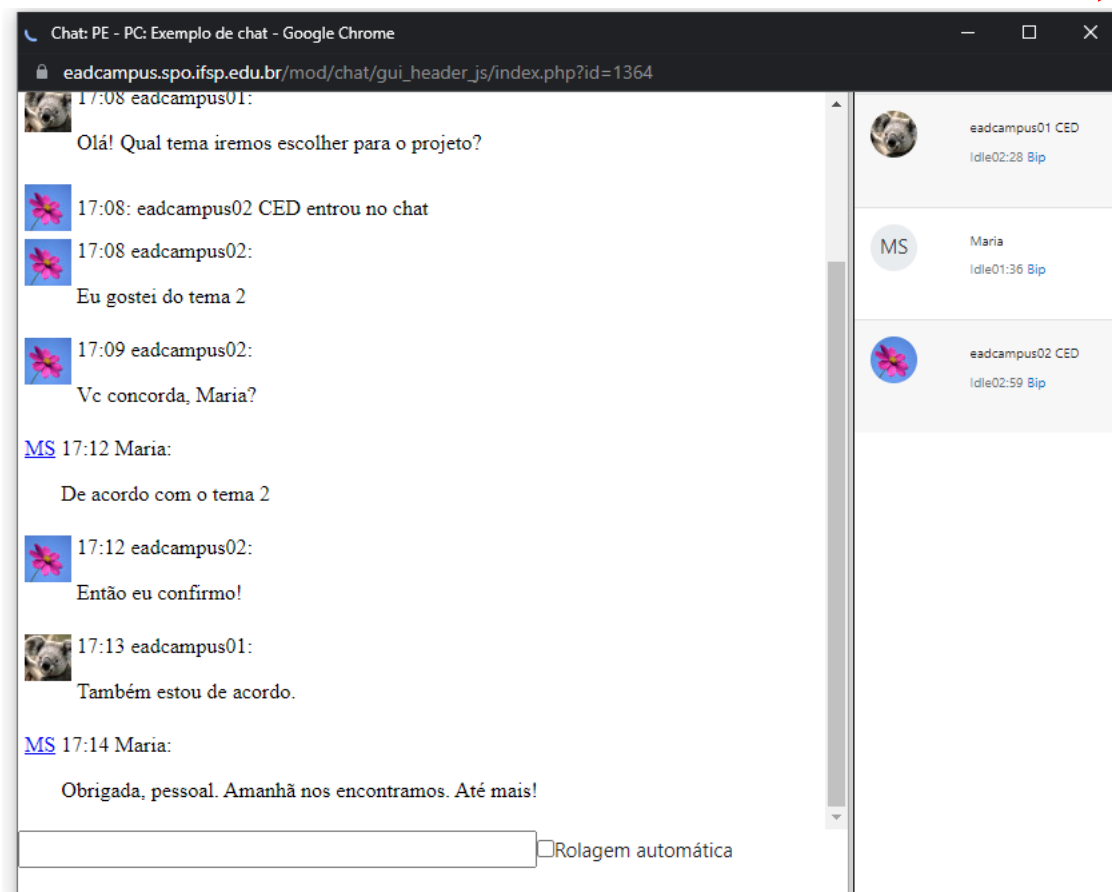 Chat: PE - PC: Exemplo de chat - Google Chrome
eadcampus.spo.ifsp.edu.br/mod/chat/gui_header_js/index.php?id=1364
17:08 eadcampus01:
Olá! Qual tema iremos escolher para o projeto?
17:08: eadcampus02 CED entrou no chat
17:08 eadcampus02:
Eu gostei do tema 2
17:09 eadcampus02:
Vc concorda, Maria?
MS 17:12 Maria:
De acordo com o tema 2
17:12 eadcampus02:
Então eu confirmo!
17:13 eadcampus01:
Também estou de acordo.
MS 17:14 Maria:
Obrigada, pessoal. Amanhã nos encontramos. Até mais!
Rolagem automática
eadcampus01 CED
Idle02:28 Bip
MS
Maria
Idle01:36 Bip
eadcampus02 CED
Idle02:59 Bip